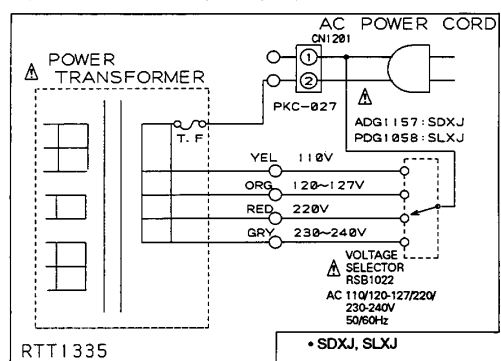 AC POWER CORD
CN1201
POWER
TRANSFORMER
1
2
PKC-027
ADG1157:SDXJ
PDG1058:SLXJ
T.F
YEL 110V
ORG 120~127V
RED 220V
GRY 230~240V
VOLTAGE
SELECTOR
RSB1022
AC 110/120-127/220/
230-240V
50/60Hz
RTT1335
• SDXJ, SLXJ